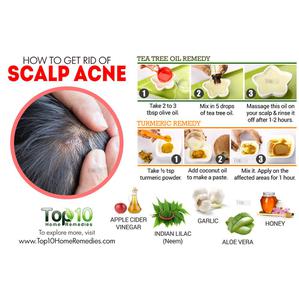 HOW TO GET RID OF
SCALP ACNE
TEA TREE OIL REMEDY
1
2
3
Take 2 to 3
tbsp olive oil.
Mix in 5 drops
of tea tree oil.
Massage this oil on
your scalp & rinse it
off after 1-2 hours.
TURMERIC REMEDY
1
2
3
Take ½ tsp
turmeric powder.
Add coconut oil
to make a paste.
Mix it. Apply on the
affected areas for 1 hour.
Top10
Home Remedies
To explore more, visit
www.Top10HomeRemedies.com
APPLE CIDER
VINEGAR
INDIAN LILAC
(Neem)
GARLIC
ALOE VERA
HONEY